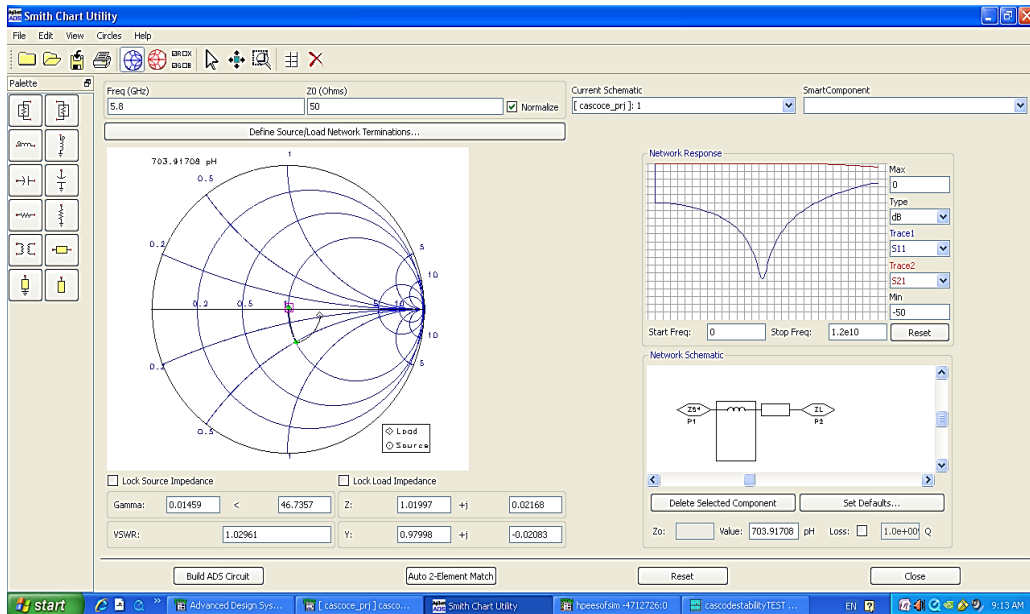 Agilent ADS Smith Chart Utility
File Edit View Circles Help
Palette
Freq (GHz)
Z0 (Ohms)
5.8
50
Normalize
Define Source/Load Network Terminations...
Current Schematic
SmartComponent
[ cascoce_prj ]: 1
703.91708 pH
1
0.5
0.2
5
10
0.2 0.5 1 5 10
10
5
0.2
0.5
1
Load
Source
Network Response
Max
0
Type
dB
Trace1
S11
Trace2
S21
Min
-50
Start Freq: 0 Stop Freq: 1.2e10 Reset
Network Schematic
ZS* ZL
P1 P2
Delete Selected Component Set Defaults...
Zo: Value: 703.91708 pH Loss: 1.0e+00 Q
Lock Source Impedance Lock Load Impedance
Gamma: 0.01459 < 46.7357 Z: 1.01997 +j 0.02168
VSWR: 1.02961 Y: 0.97998 +j -0.02083
Build ADS Circuit Auto 2-Element Match Reset Close
start Advanced Design Sys... [ cascoce_prj ] casco... Smith Chart Utility hpeesofsim -4712726:0 cascodestabilityTEST ... EN 9:13 AM